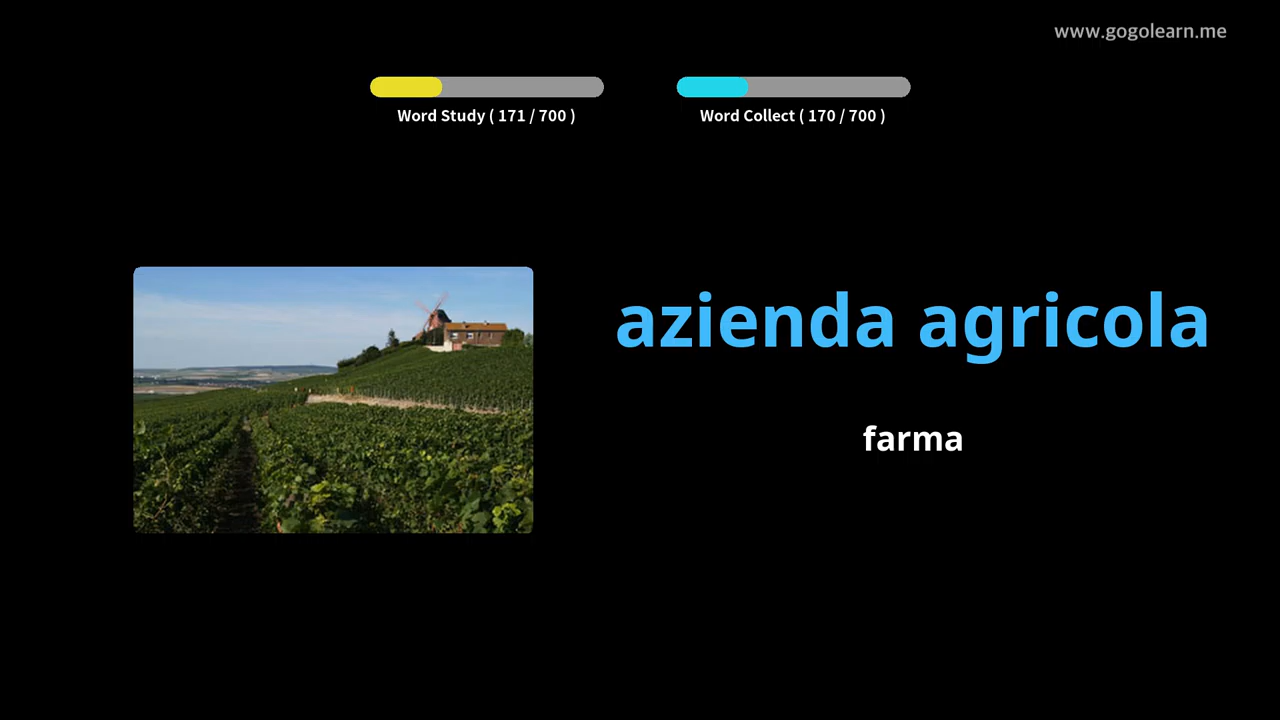 www.gogolearn.me
Word Study ( 171 / 700 )
Word Collect ( 170 / 700 )
azienda agricola
farma